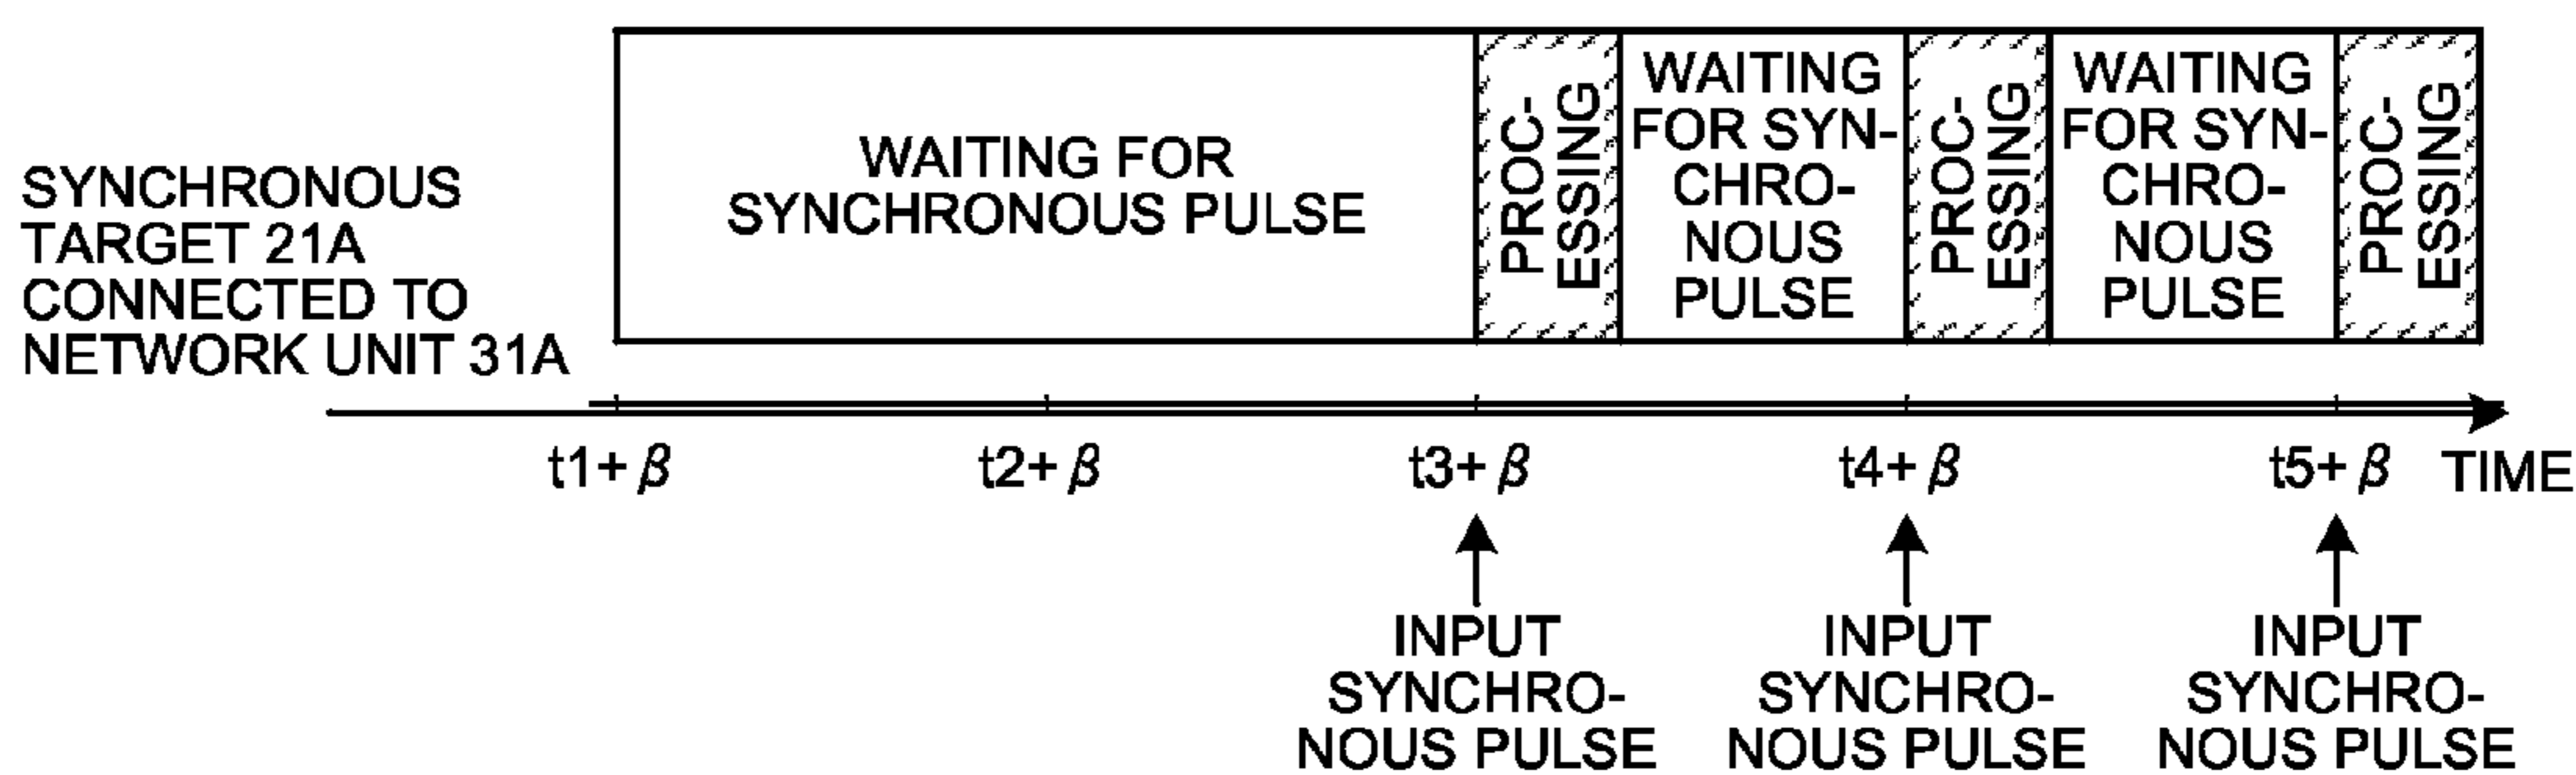 SYNCHRONOUS
TARGET 21A
CONNECTED TO
NETWORK UNIT 31A
WAITING FOR
SYNCHRONOUS PULSE
PROC-
ESSING
WAITING
FOR SYN-
CHRO-
NOUS
PULSE
PROC-
ESSING
WAITING
FOR SYN-
CHRO-
NOUS
PULSE
PROC-
ESSING
t1+β
t2+β
t3+β
t4+β
t5+β
TIME
INPUT
SYNCHRO-
NOUS PULSE
INPUT
SYNCHRO-
NOUS PULSE
INPUT
SYNCHRO-
NOUS PULSE